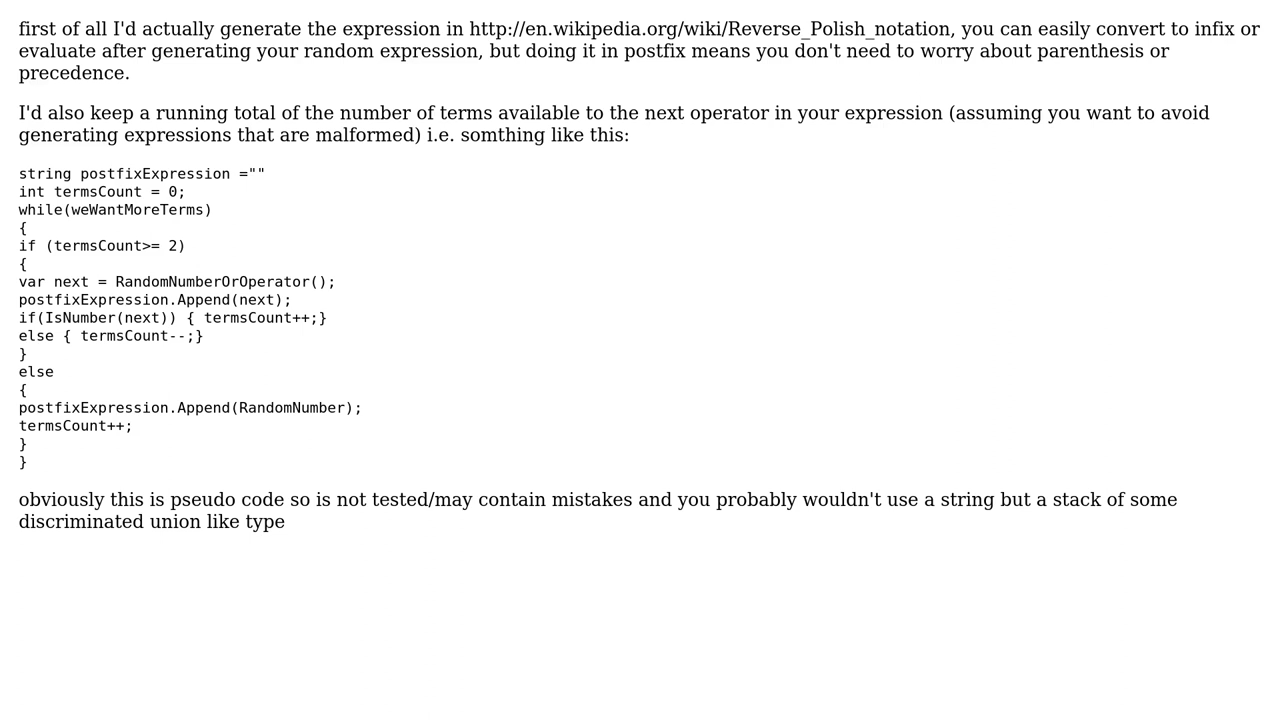 first of all I'd actually generate the expression in http://en.wikipedia.org/wiki/Reverse_Polish_notation, you can easily convert to infix or
evaluate after generating your random expression, but doing it in postfix means you don't need to worry about parenthesis or
precedence.
I'd also keep a running total of the number of terms available to the next operator in your expression (assuming you want to avoid
generating expressions that are malformed) i.e. somthing like this:
string postfixExpression =""
int termsCount = 0;
while(weWantMoreTerms)
{
if (termsCount>= 2)
{
var next = RandomNumberOrOperator();
postfixExpression.Append(next);
if(IsNumber(next)) { termsCount++;}
else { termsCount--;}
}
else
{
postfixExpression.Append(RandomNumber);
termsCount++;
}
}
obviously this is pseudo code so is not tested/may contain mistakes and you probably wouldn't use a string but a stack of some
discriminated union like type